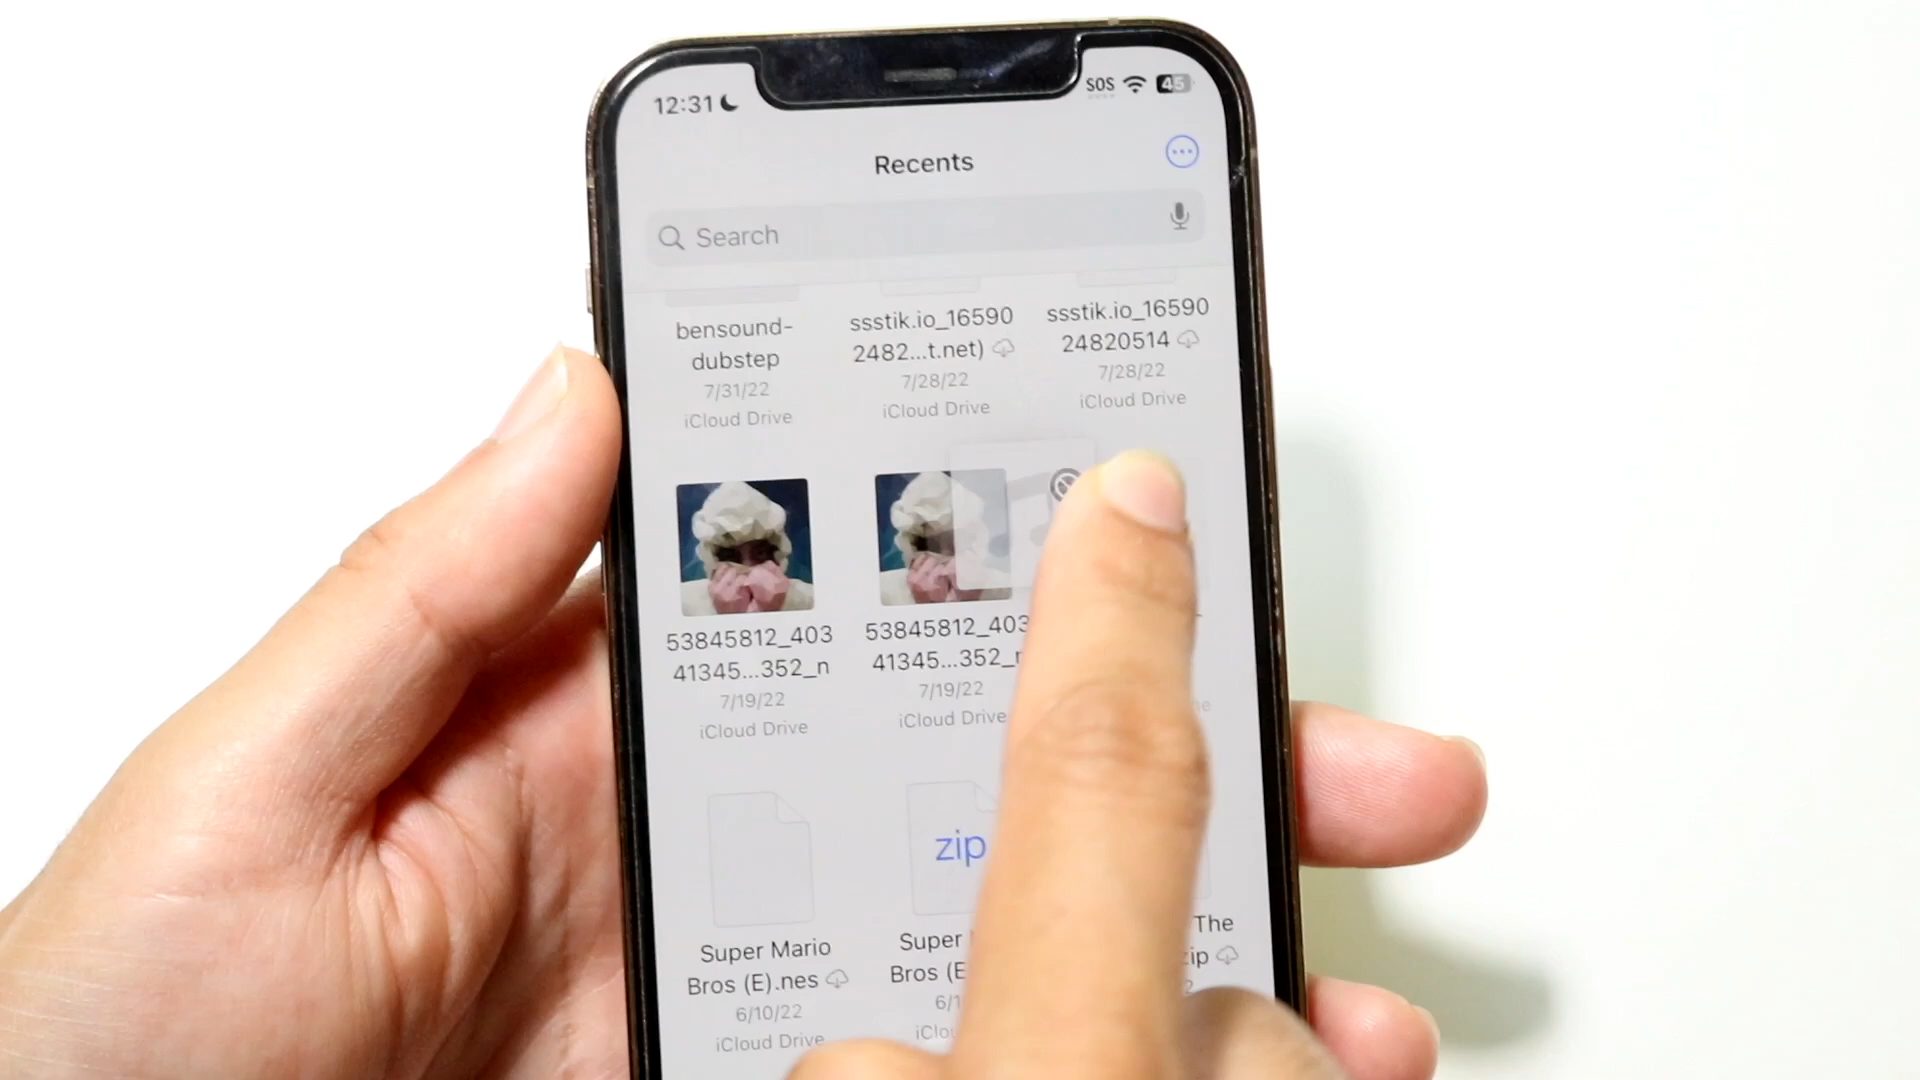 12:31
SOS
45
Recents
Search
bensound-
dubstep
7/31/22
iCloud Drive
ssstik.io_16590
2482...t.net)
7/28/22
iCloud Drive
ssstik.io_16590
24820514
7/28/22
iCloud Drive
53845812_403
41345...352_n
7/19/22
iCloud Drive
53845812_403
41345...352_n
7/19/22
iCloud Drive
Super Mario
Bros (E).nes
6/10/22
iCloud Drive
zip
Super
Bros (E
6/1
iClou
The
zip